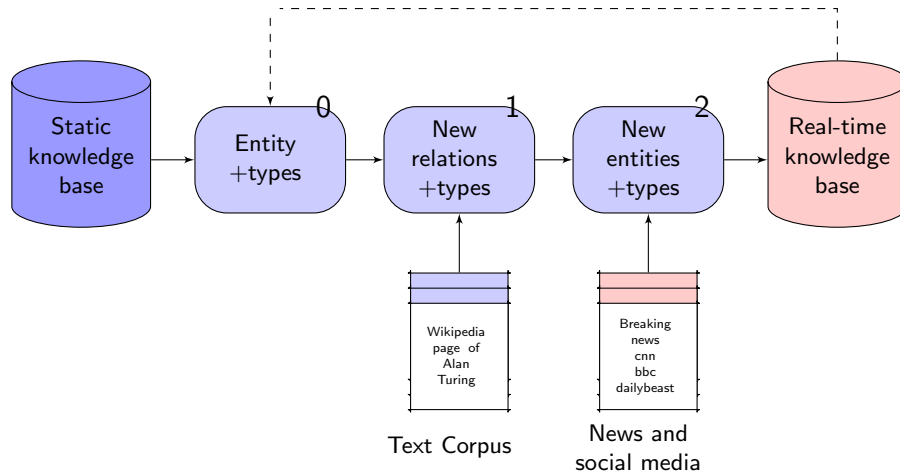 Static
knowledge
base
0
Entity
+types
1
New
relations
+types
2
New
entities
+types
Real-time
knowledge
base
Wikipedia
page of
Alan
Turing
Text Corpus
Breaking
news
cnn
bbc
dailybeast
News and
social media